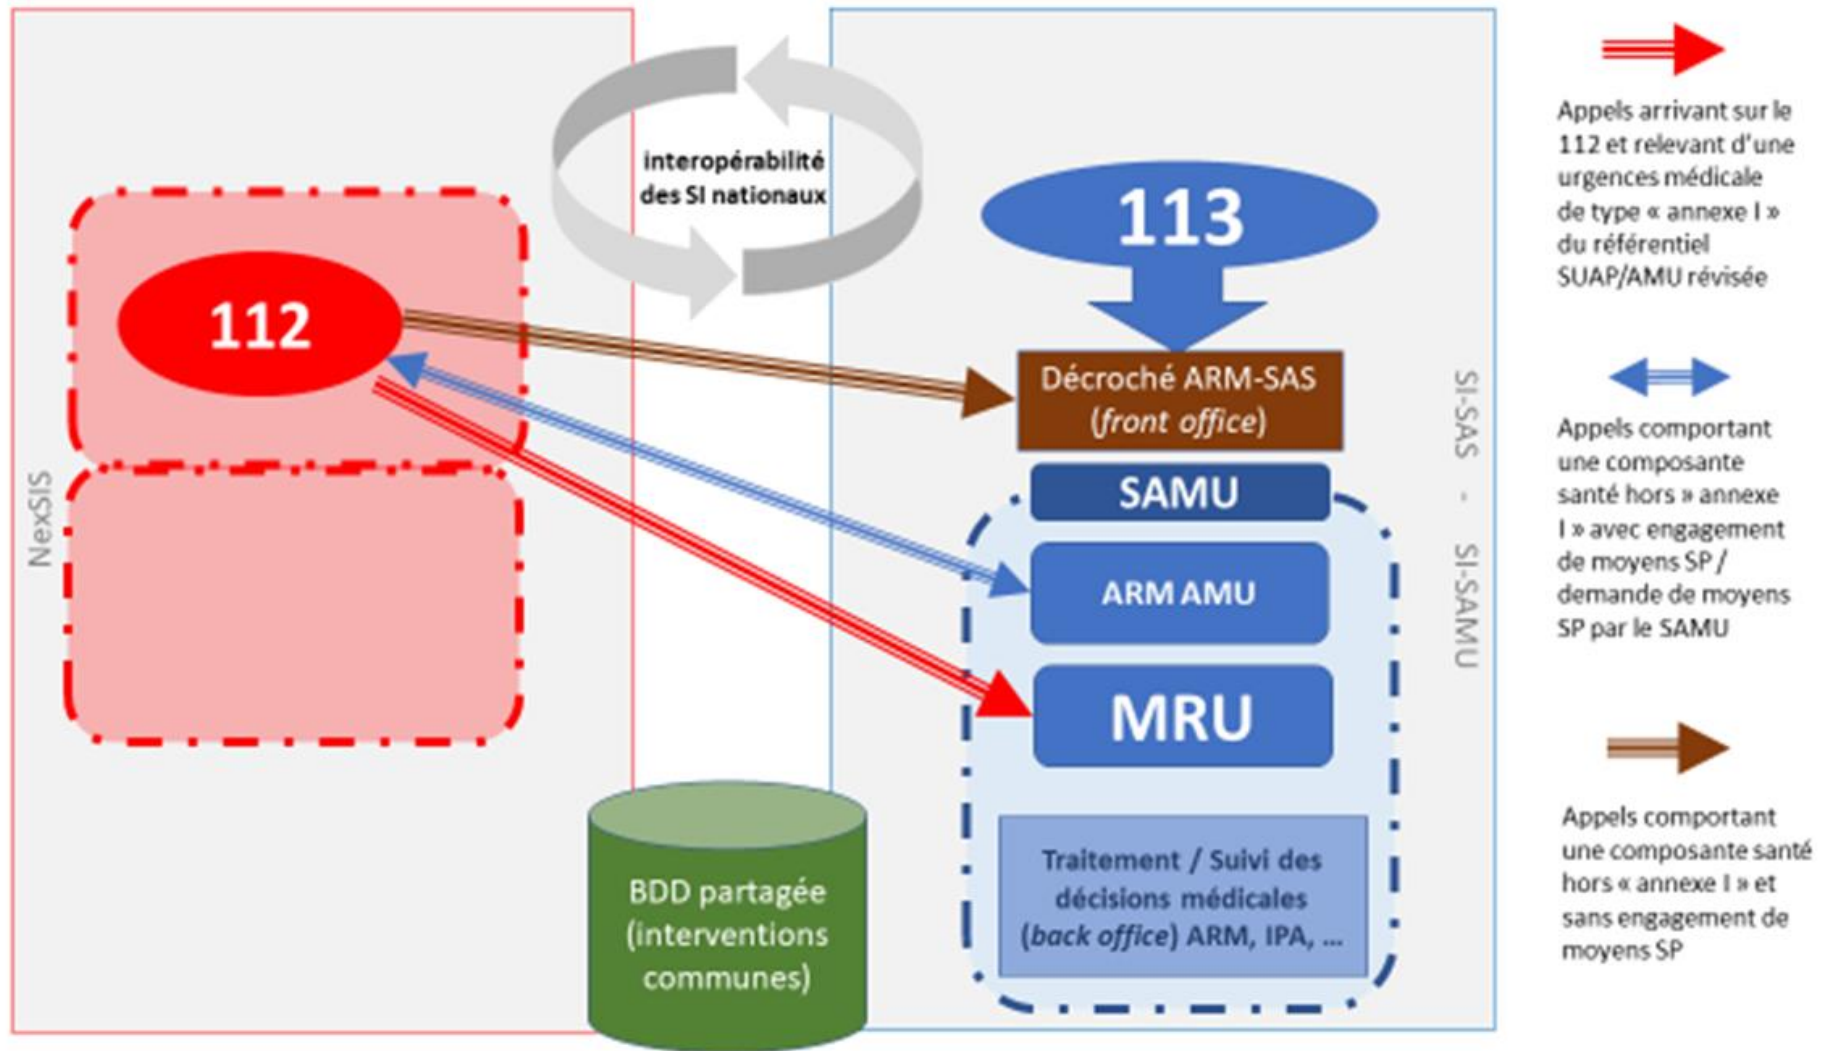 NexSIS
112
interopérabilité
des SI nationaux
113
Décroché ARM-SAS
(front office)
SAMU
ARM AMU
MRU
Traitement / Suivi des
décisions médicales
(back office) ARM, IPA, ...
BDD partagée
(interventions
communes)
SI-SAS - SI-SAMU
Appels arrivant sur le
112 et relevant d'une
urgences médicale
de type « annexe I »
du référentiel
SUAP/AMU révisée
Appels comportant
une composante
santé hors » annexe
I » avec engagement
de moyens SP /
demande de moyens
SP par le SAMU
Appels comportant
une composante santé
hors « annexe I » et
sans engagement de
moyens SP